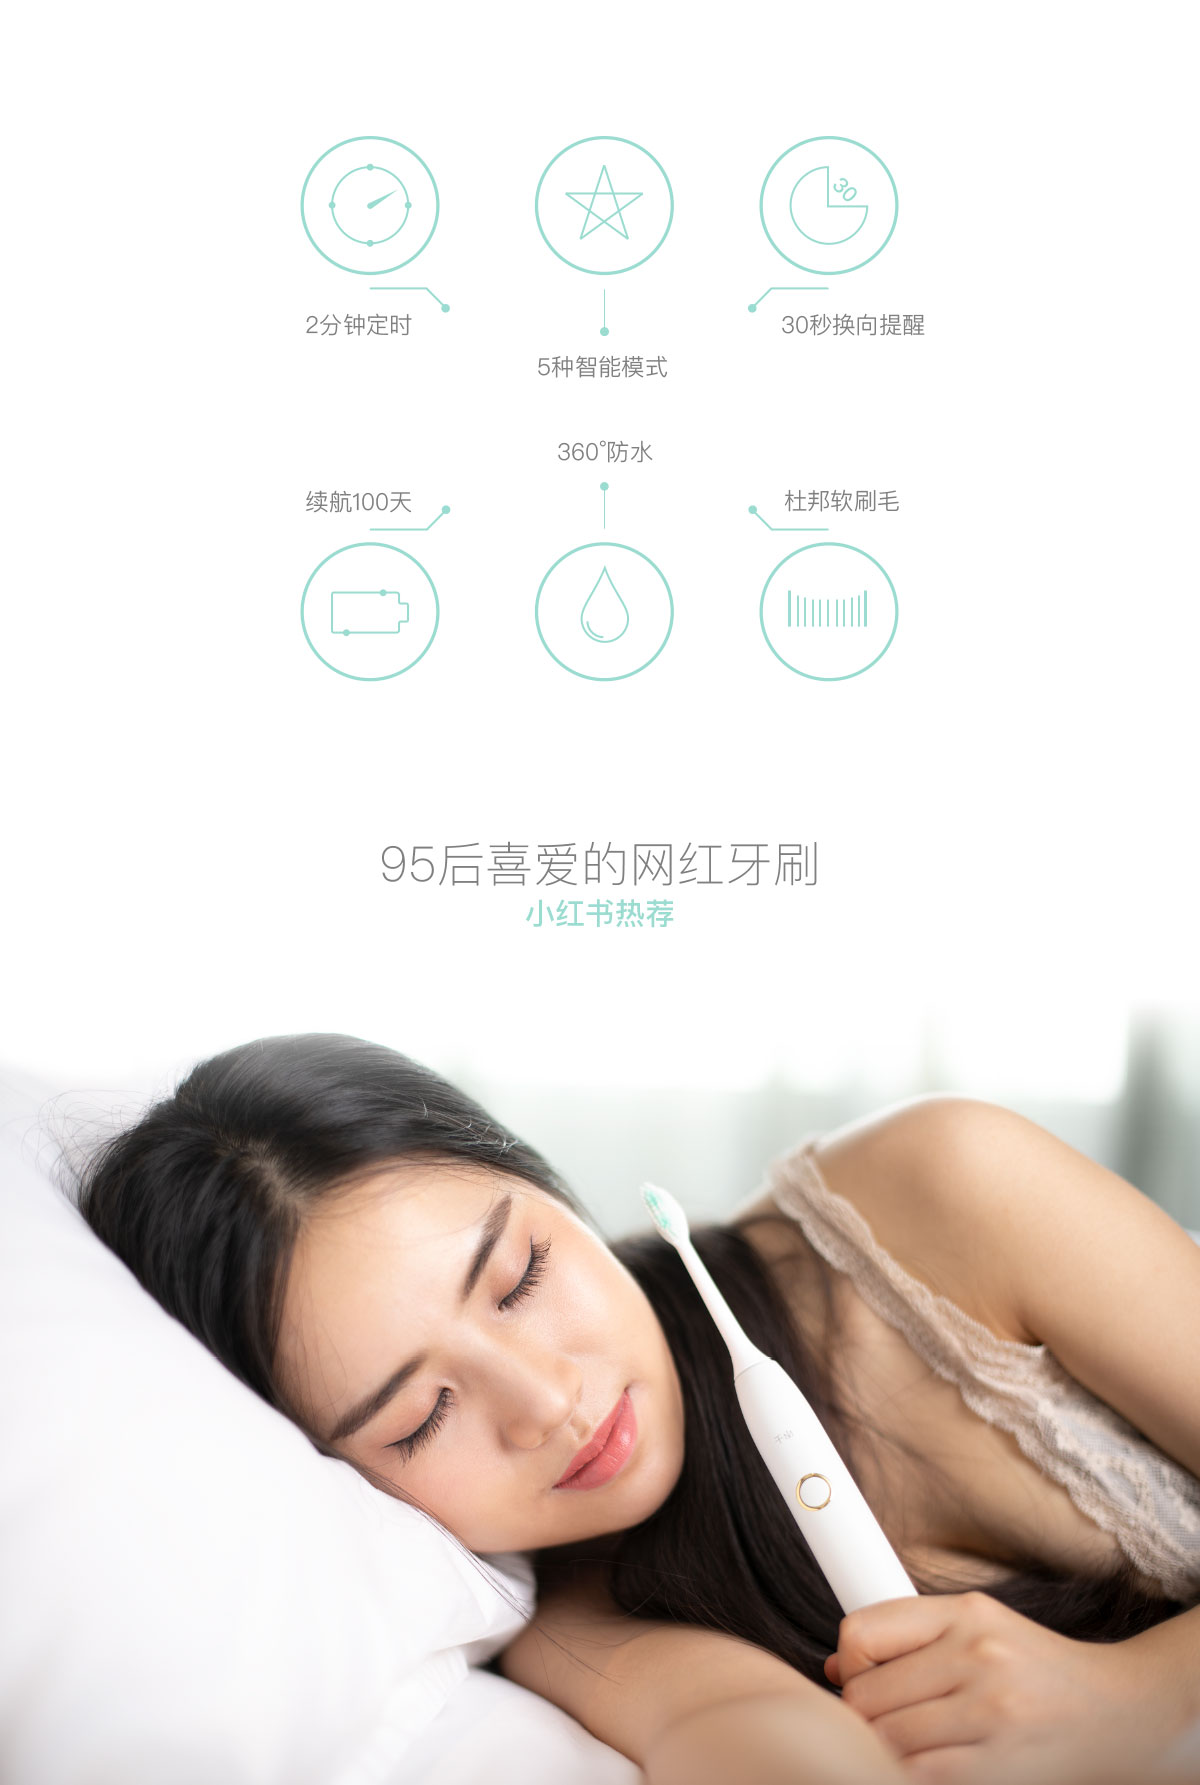 30
2分钟定时
30秒换向提醒
5种智能模式
360°防水
续航100天
杜邦软刷毛
95后喜爱的网红牙刷
小红书热荐